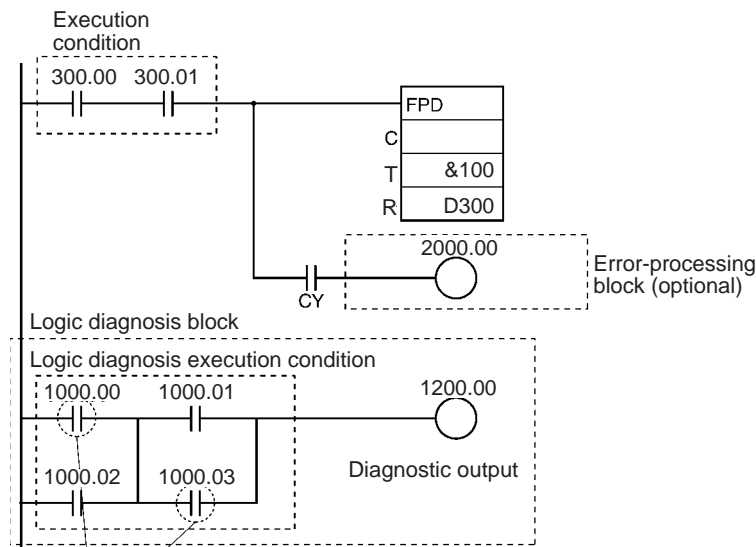 Execution
condition
300.00 300.01
FPD
C
T &100
R D300
2000.00
CY
Error-processing
block (optional)
Logic diagnosis block
Logic diagnosis execution condition
1000.00 1000.01 1200.00
1000.02 1000.03 Diagnostic output